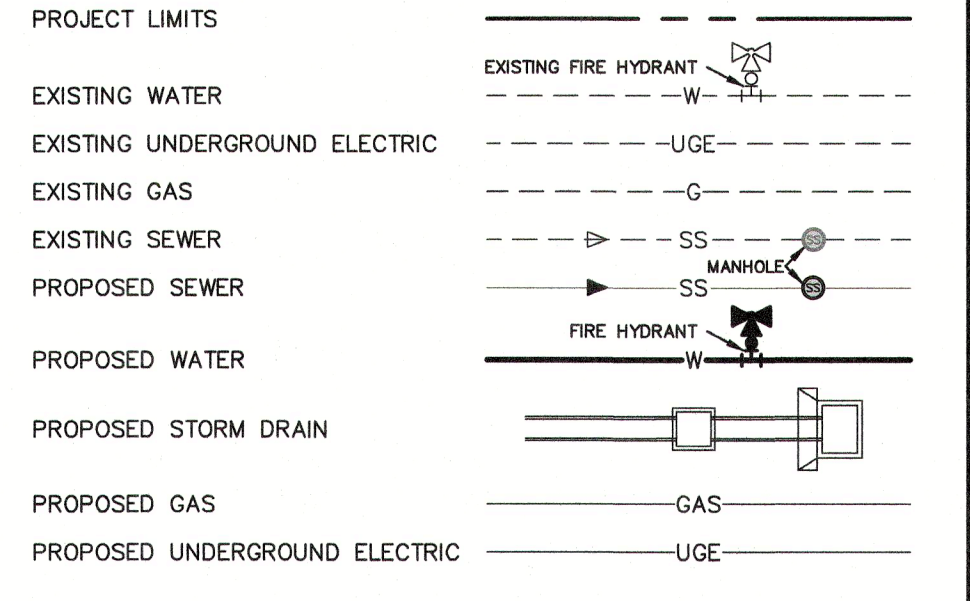 PROJECT LIMITS
EXISTING FIRE HYDRANT
EXISTING WATER W
EXISTING UNDERGROUND ELECTRIC UGE
EXISTING GAS G
EXISTING SEWER SS SS
MANHOLE
PROPOSED SEWER SS SS
FIRE HYDRANT
PROPOSED WATER W
PROPOSED STORM DRAIN
PROPOSED GAS GAS
PROPOSED UNDERGROUND ELECTRIC UGE